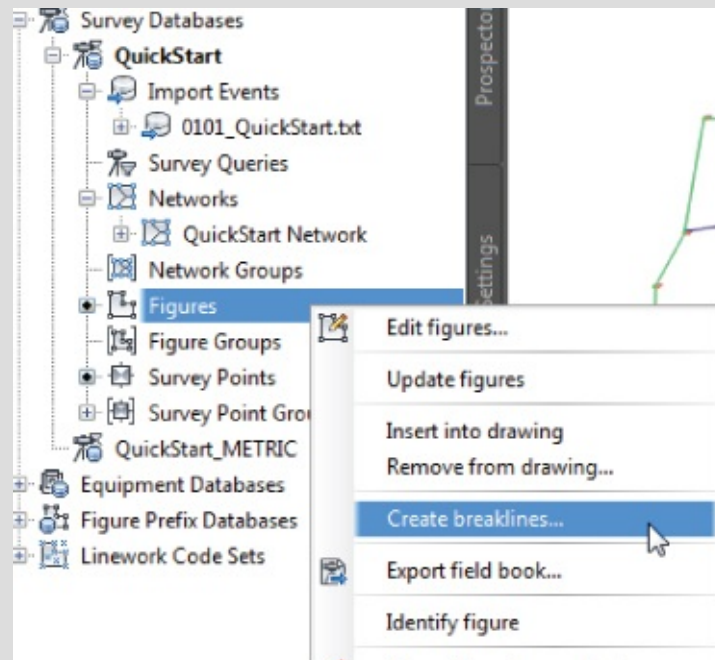 Survey Databases
QuickStart
Import Events
0101_QuickStart.txt
Survey Queries
Networks
QuickStart Network
Network Groups
Figures
Figure Groups
Survey Points
Survey Point Grou
QuickStart_METRIC
Equipment Databases
Figure Prefix Databases
Linework Code Sets
Prospector
Settings
Edit figures...
Update figures
Insert into drawing
Remove from drawing...
Create breaklines...
Export field book...
Identify figure